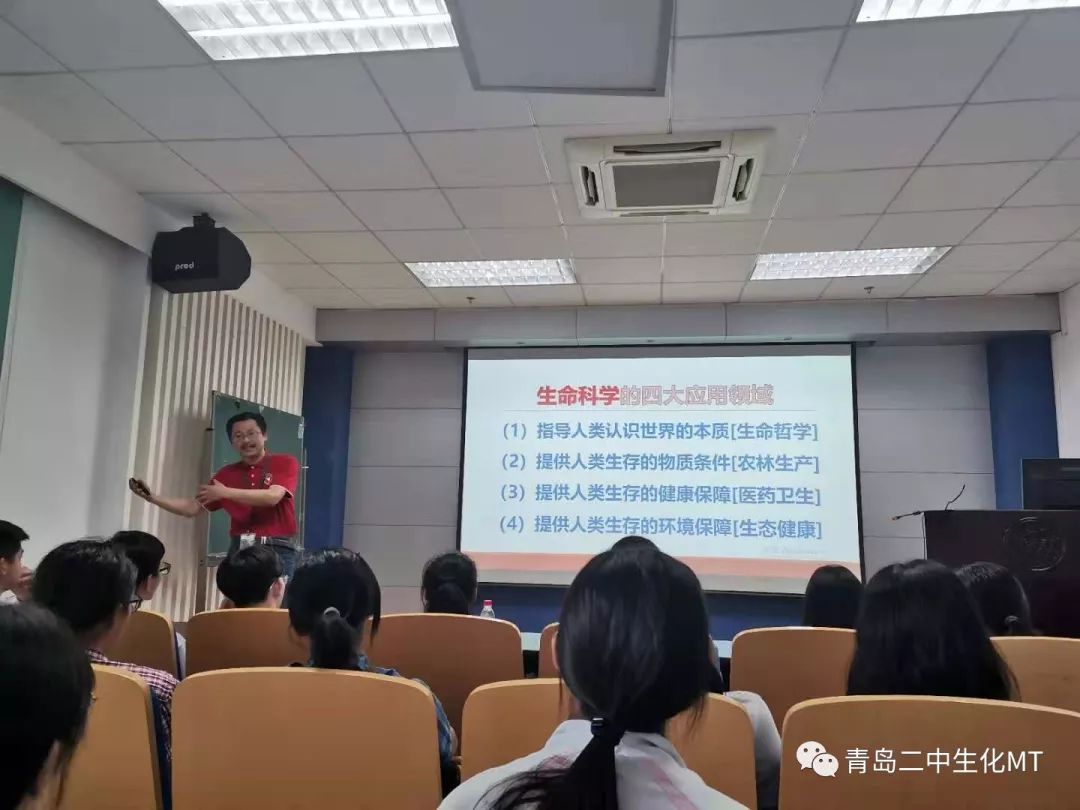 生命科学的四大应用领域
（1）指导人类认识世界的本质[生命哲学]
（2）提供人类生存的物质条件[农林生产]
（3）提供人类生存的健康保障[医药卫生]
（4）提供人类生存的环境保障[生态健康]
青岛二中生化MT